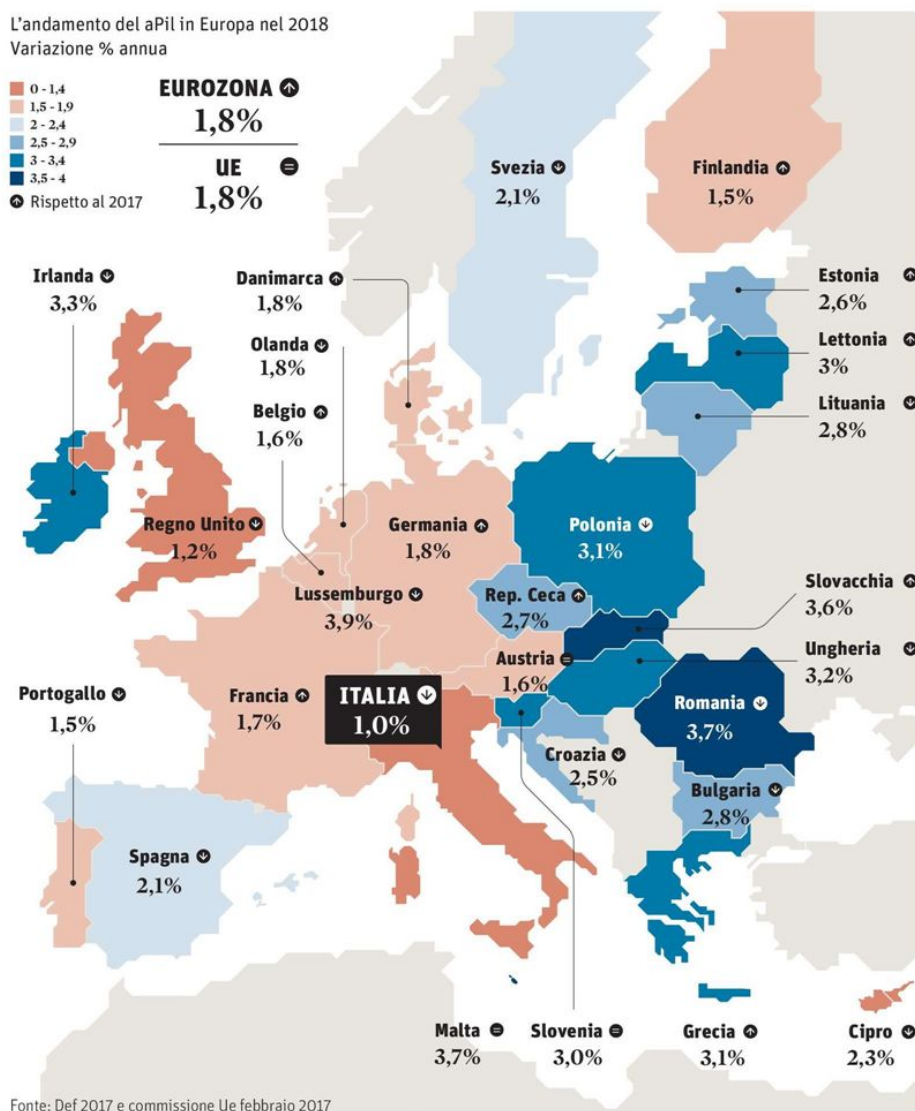 L'andamento del aPil in Europa nel 2018
Variazione % annua
0 - 1,4
1,5 - 1,9
2 - 2,4
2,5 - 2,9
3 - 3,4
3,5 - 4
Rispetto al 2017
EUROZONA
1,8%
UE
1,8%
Svezia
2,1%
Finlandia
1,5%
Irlanda
3,3%
Danimarca
1,8%
Olanda
1,8%
Belgio
1,6%
Estonia
2,6%
Lettonia
3%
Lituania
2,8%
Regno Unito
1,2%
Germania
1,8%
Polonia
3,1%
Lussemburgo
3,9%
Rep. Ceca
2,7%
Slovacchia
3,6%
Austria
1,6%
Ungheria
3,2%
Portogallo
1,5%
Francia
1,7%
ITALIA
1,0%
Romania
3,7%
Croazia
2,5%
Bulgaria
2,8%
Spagna
2,1%
Malta
3,7%
Slovenia
3,0%
Grecia
3,1%
Cipro
2,3%
Fonte: Def 2017 e commissione Ue febbraio 2017